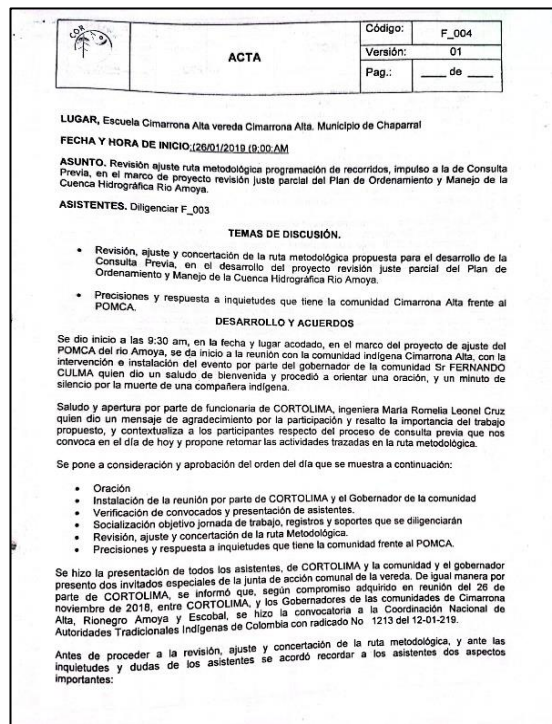 COR
Código: F_004
ACTA
Versión: 01
Pag.: ____ de ____
LUGAR, Escuela Cimarrona Alta vereda Cimarrona Alta. Municipio de Chaparral
FECHA Y HORA DE INICIO:(26/01/2019 (9:00:AM
ASUNTO. Revisión ajuste ruta metodológica programación de recorridos, impulso a la de Consulta
Previa, en el marco de proyecto revisión juste parcial del Plan de Ordenamiento y Manejo de la
Cuenca Hidrográfica Rio Amoya.
ASISTENTES. Diligenciar F_003
TEMAS DE DISCUSIÓN.
• Revisión, ajuste y concertación de la ruta metodológica propuesta para el desarrollo de la
Consulta Previa, en el desarrollo del proyecto revisión juste parcial del Plan de
Ordenamiento y Manejo de la Cuenca Hidrográfica Rio Amoya.
• Precisiones y respuesta a inquietudes que tiene la comunidad Cimarrona Alta frente al
POMCA.
DESARROLLO Y ACUERDOS
Se dio inicio a las 9:30 am, en la fecha y lugar acodado, en el marco del proyecto de ajuste del
POMCA del rio Amoya, se da inicio a la reunión con la comunidad indígena Cimarrona Alta, con la
intervención e instalación del evento por parte del gobernador de la comunidad Sr FERNANDO
CULMA quien dio un saludo de bienvenida y procedió a orientar una oración, y un minuto de
silencio por la muerte de una compañera indígena.
Saludo y apertura por parte de funcionaria de CORTOLIMA, ingeniera María Romelia Leonel Cruz
quien dio un mensaje de agradecimiento por la participación y resalto la importancia del trabajo
propuesto, y contextualiza a los participantes respecto del proceso de consulta previa que nos
convoca en el día de hoy y propone retomar las actividades trazadas en la ruta metodológica.
Se pone a consideración y aprobación del orden del día que se muestra a continuación:
• Oración
• Instalación de la reunión por parte de CORTOLIMA y el Gobernador de la comunidad
• Verificación de convocados y presentación de asistentes.
• Socialización objetivo jornada de trabajo, registros y soportes que se diligenciarán
• Revisión, ajuste y concertación de la ruta Metodológica.
• Precisiones y respuesta a inquietudes que tiene la comunidad frente al POMCA.
Se hizo la presentación de todos los asistentes, de CORTOLIMA y la comunidad y el gobernador
presento dos invitados especiales de la junta de acción comunal de la vereda. De igual manera por
parte de CORTOLIMA, se informó que, según compromiso adquirido en reunión del 26 de
noviembre de 2018, entre CORTOLIMA, y los Gobernadores de las comunidades de Cimarrona
Alta, Rionegro Amoya y Escobal, se hizo la convocatoria a la Coordinación Nacional de
Autoridades Tradicionales Indígenas de Colombia con radicado No 1213 del 12-01-219.
Antes de proceder a la revisión, ajuste y concertación de la ruta metodológica, y ante las
inquietudes y dudas de los asistentes se acordó recordar a los asistentes dos aspectos
importantes: